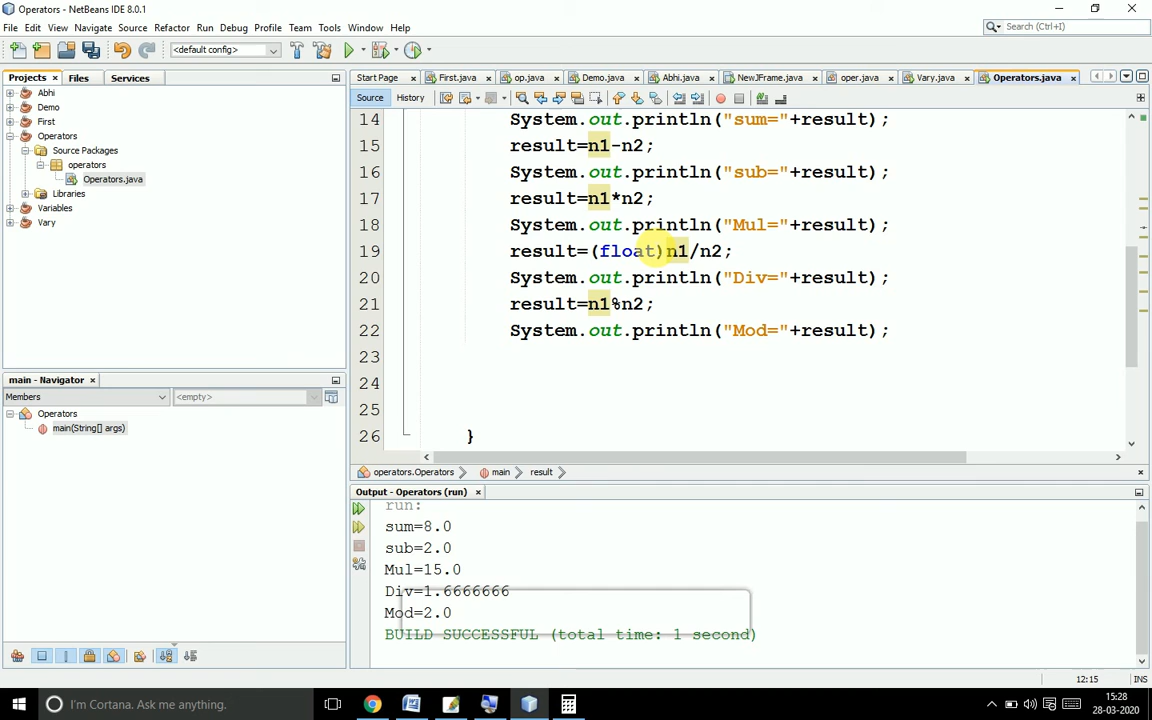 Operators - NetBeans IDE 8.0.1
File Edit View Navigate Source Refactor Run Debug Profile Team Tools Window Help
Search (Ctrl+I)
<default config>
Projects Files Services
Start Page First.java op.java Demo.java Abhi.java NewJFrame.java oper.java Vary.java Operators.java
Source History
Abhi
Demo
First
Operators
Source Packages
operators
Operators.java
Libraries
Variables
Vary
14 System.out.println("sum="+result);
15 result=n1-n2;
16 System.out.println("sub="+result);
17 result=n1*n2;
18 System.out.println("Mul="+result);
19 result=(float)n1/n2;
20 System.out.println("Div="+result);
21 result=n1%n2;
22 System.out.println("Mod="+result);
23
24
25
26 }
main - Navigator
Members <empty>
Operators
main(String[] args)
operators.Operators main result
Output - Operators (run)
run:
sum=8.0
sub=2.0
Mul=15.0
Div=1.6666666
Mod=2.0
BUILD SUCCESSFUL (total time: 1 second)
12:15 INS
I'm Cortana. Ask me anything.
15:28
28-03-2020